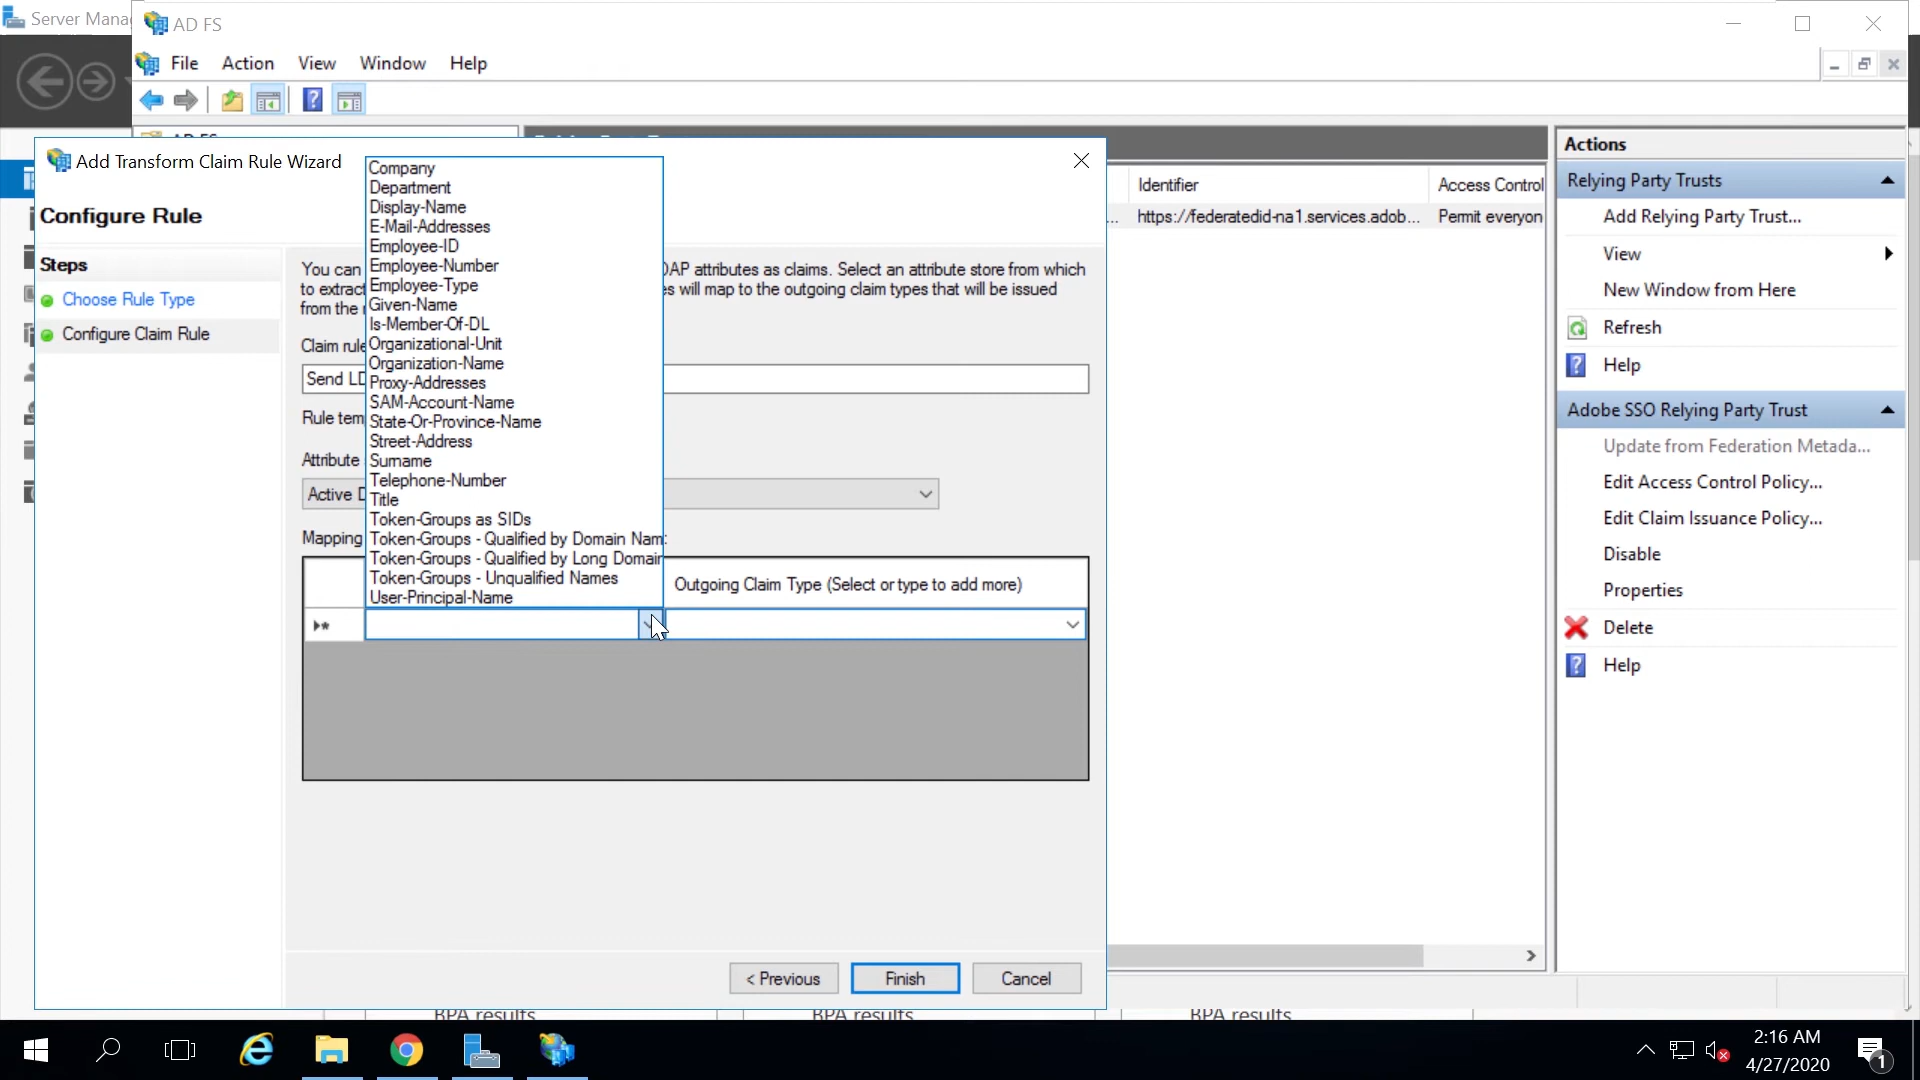 Server Mana
AD FS
File Action View Window Help
AD FS
Actions
Add Transform Claim Rule Wizard
Configure Rule
Steps
Choose Rule Type
Configure Claim Rule
You can
to extract
from the
DAP attributes as claims. Select an attribute store from which
es will map to the outgoing claim types that will be issued
Claim rule
Send LD
Rule tem
Attribute
Active D
Mapping
Company
Department
Display-Name
E-Mail-Addresses
Employee-ID
Employee-Number
Employee-Type
Given-Name
Is-Member-Of-DL
Organizational-Unit
Organization-Name
Proxy-Addresses
SAM-Account-Name
State-Or-Province-Name
Street-Address
Surname
Telephone-Number
Title
Token-Groups as SIDs
Token-Groups - Qualified by Domain Nam
Token-Groups - Qualified by Long Domain
Token-Groups - Unqualified Names
User-Principal-Name
Outgoing Claim Type (Select or type to add more)
< Previous
Finish
Cancel
Identifier
Access Control
... https://federatedid-na1.services.adob...
Permit everyon
Relying Party Trusts
Add Relying Party Trust...
View
New Window from Here
Refresh
Help
Adobe SSO Relying Party Trust
Update from Federation Metada...
Edit Access Control Policy...
Edit Claim Issuance Policy...
Disable
Properties
Delete
Help
BPA results
BPA results
BPA results
2:16 AM
4/27/2020
1